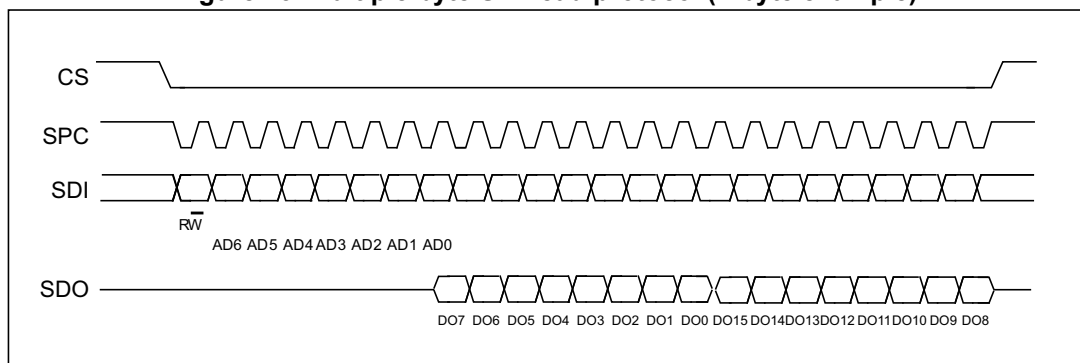 CS
SPC
SDI
RW
AD6 AD5 AD4 AD3 AD2 AD1 AD0
SDO
DO7 DO6 DO5 DO4 DO3 DO2 DO1 DO0 DO15 DO14 DO13 DO12 DO11 DO10 DO9 DO8